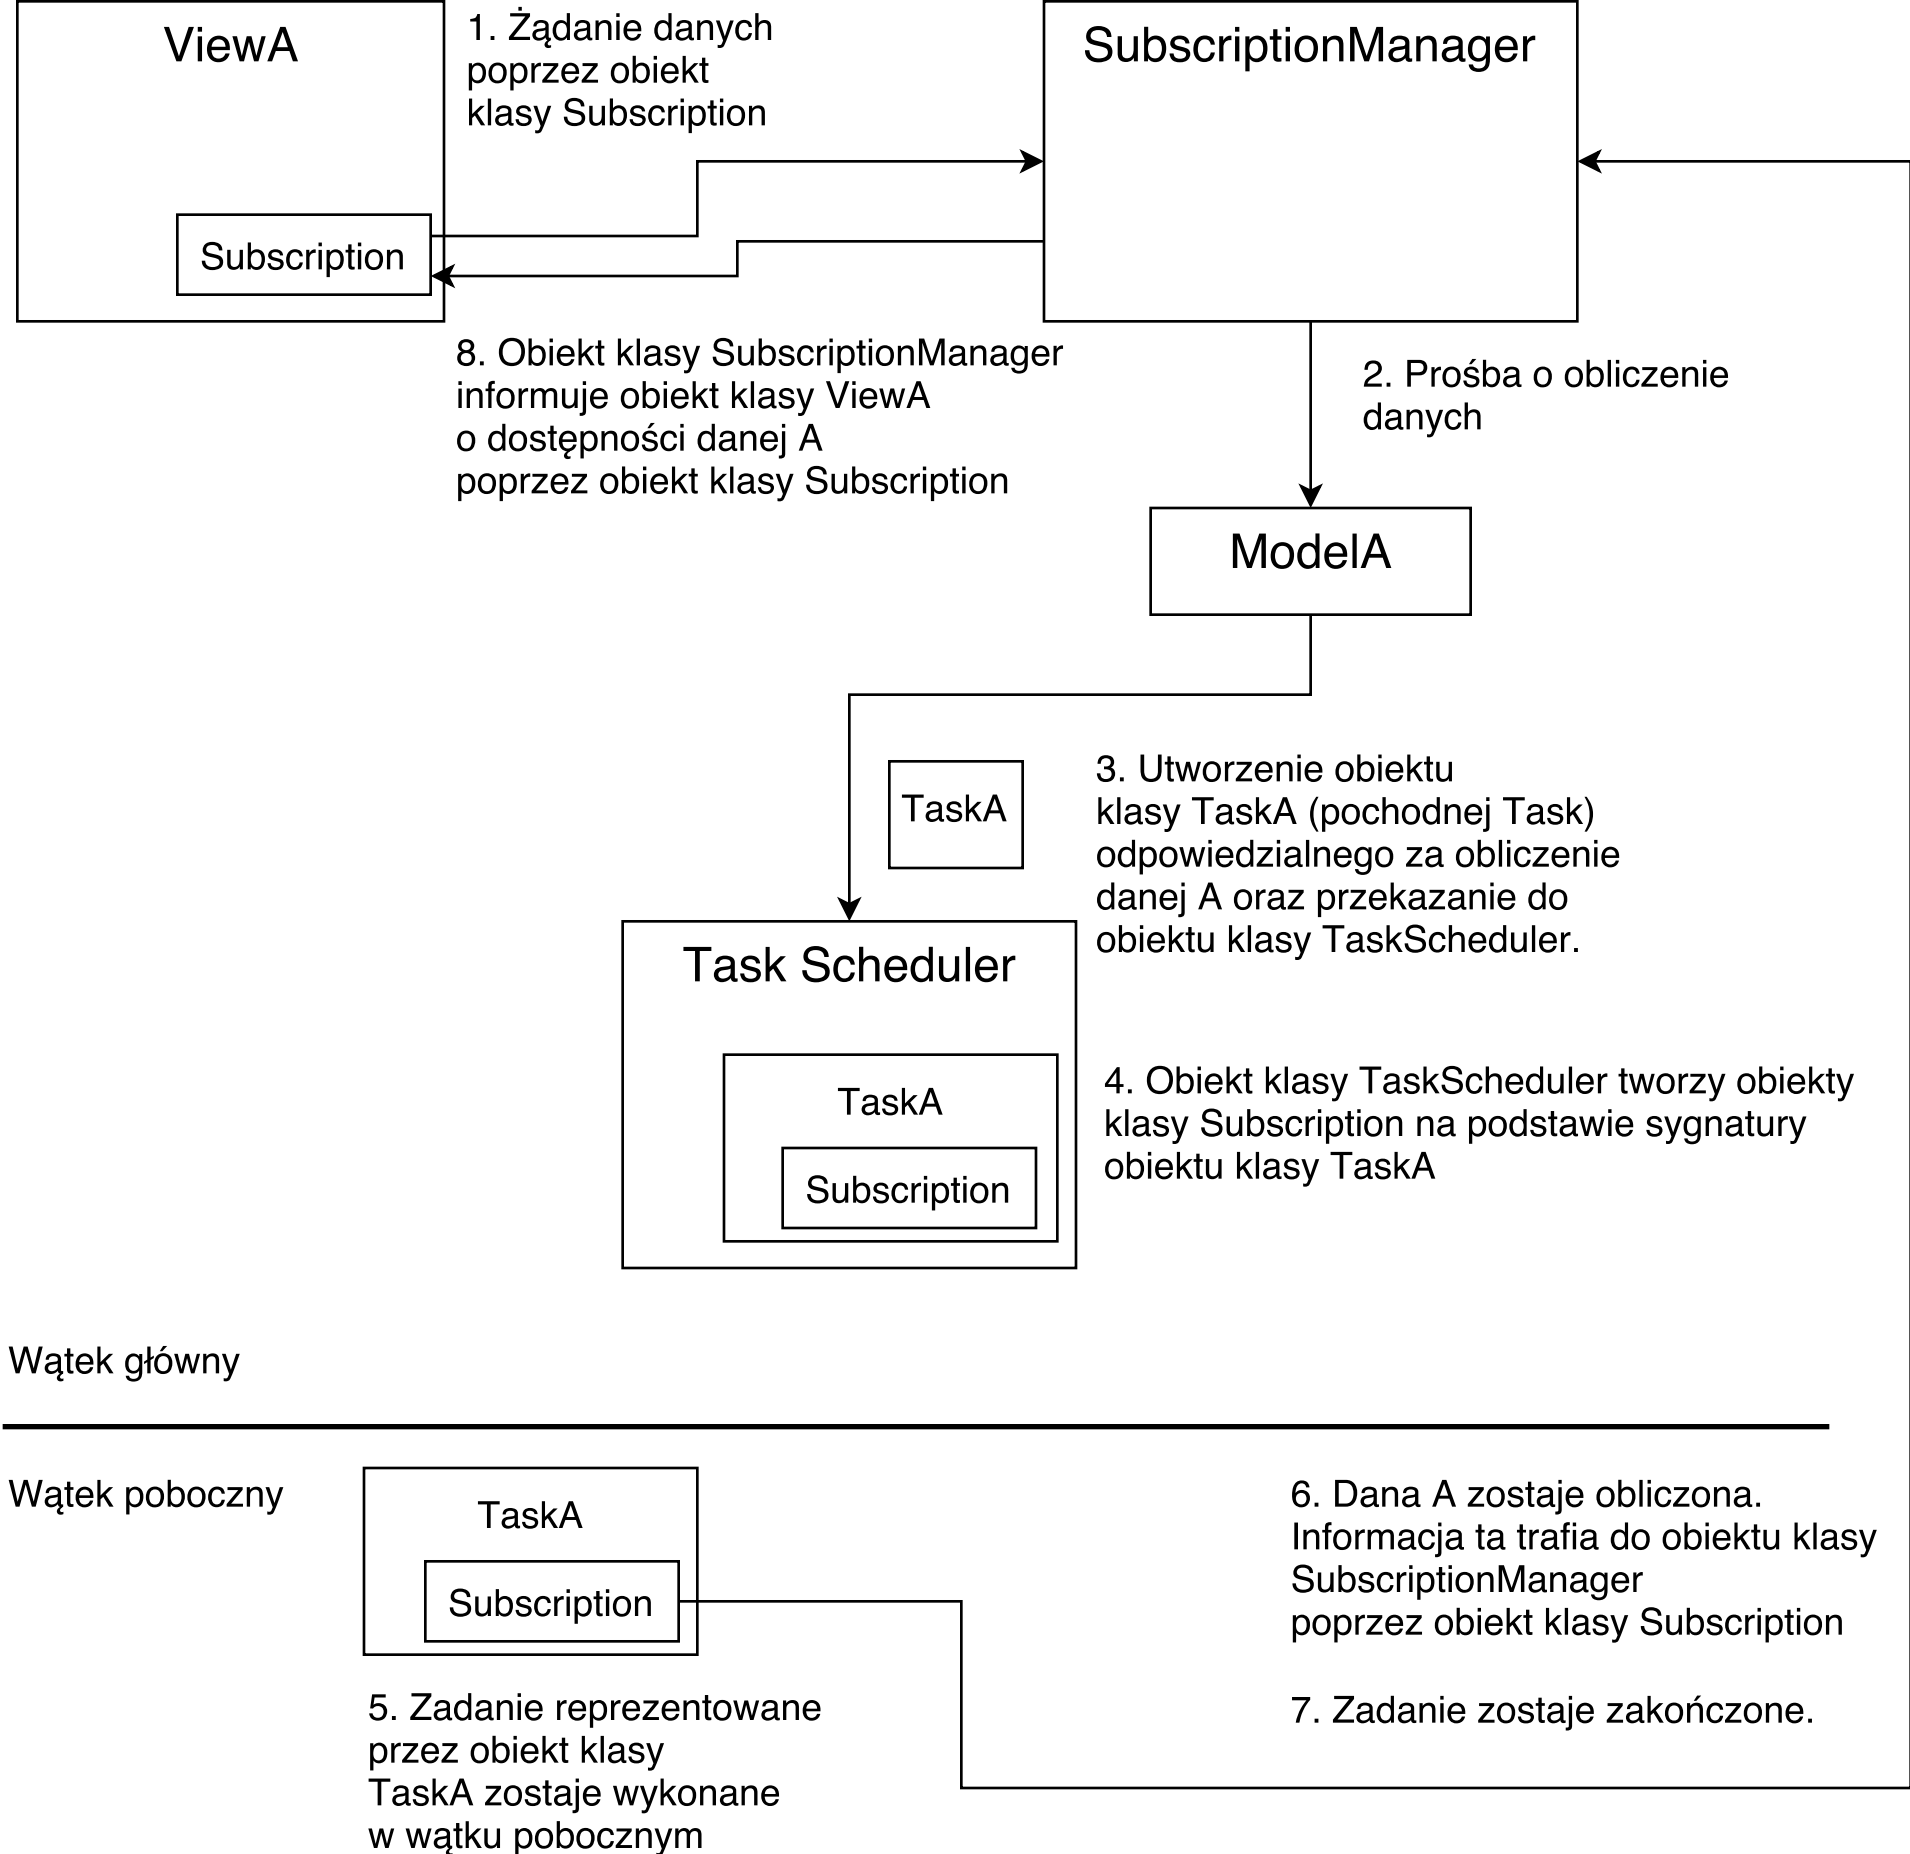 ViewA
1. Żądanie danych
poprzez obiekt
klasy Subscription
SubscriptionManager
Subscription
8. Obiekt klasy SubscriptionManager
informuje obiekt klasy ViewA
o dostępności danej A
poprzez obiekt klasy Subscription
2. Prośba o obliczenie
danych
ModelA
TaskA
3. Utworzenie obiektu
klasy TaskA (pochodnej Task)
odpowiedzialnego za obliczenie
danej A oraz przekazanie do
obiektu klasy TaskScheduler.
Task Scheduler
TaskA
Subscription
4. Obiekt klasy TaskScheduler tworzy obiekty
klasy Subscription na podstawie sygnatury
obiektu klasy TaskA
Wątek główny
Wątek poboczny
TaskA
Subscription
5. Zadanie reprezentowane
przez obiekt klasy
TaskA zostaje wykonane
w wątku pobocznym
6. Dana A zostaje obliczona.
Informacja ta trafia do obiektu klasy
SubscriptionManager
poprzez obiekt klasy Subscription
7. Zadanie zostaje zakończone.